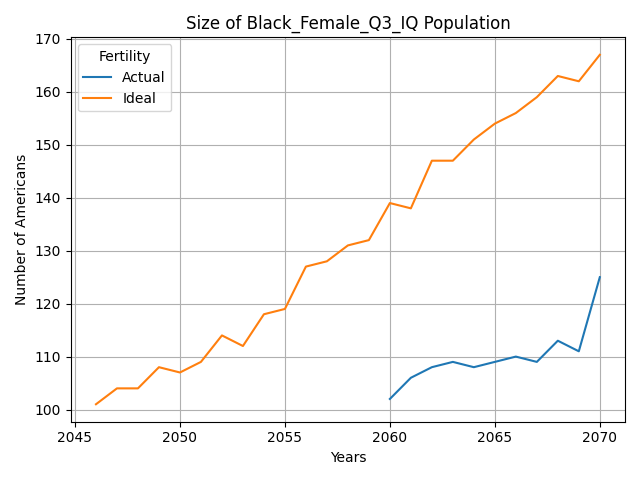 Size of Black_Female_Q3_IQ Population
Fertility
Actual
Ideal
170
160
150
140
130
120
110
100
Number of Americans
2045
2050
2055
2060
2065
2070
Years